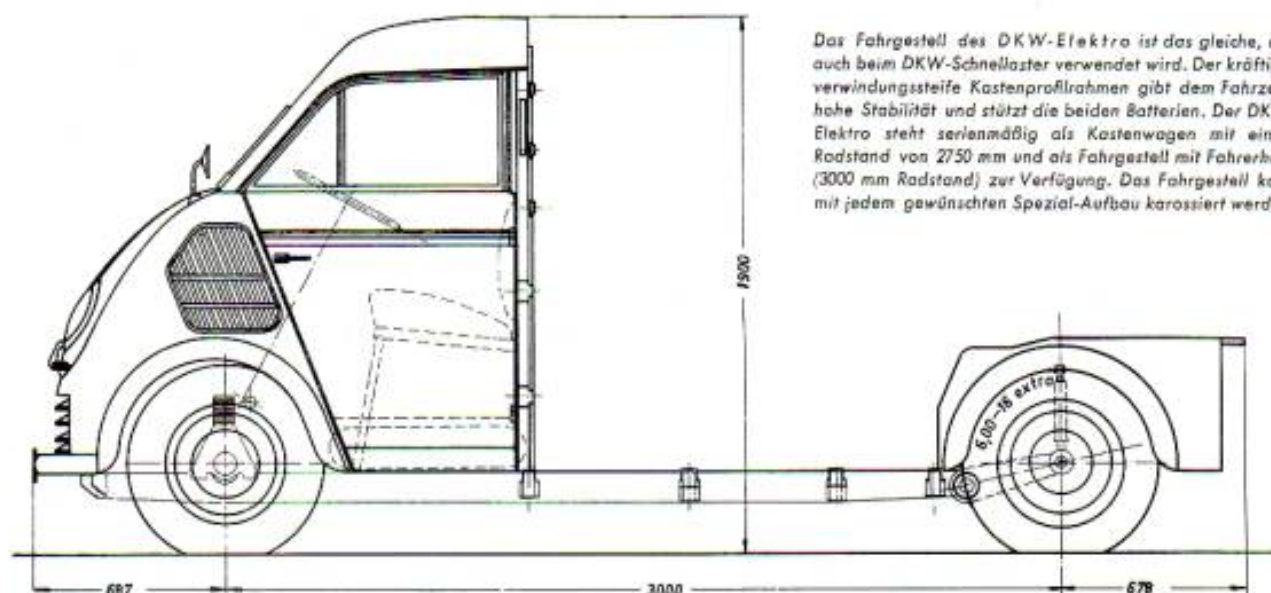 Das Fahrgestell des DKW-Elektro ist das gleiche,
auch beim DKW-Schnellaster verwendet wird. Der kräfti
verwindungssteife Kastenprofilrahmen gibt dem Fahrze
hohe Stabilität und stützt die beiden Batterien. Der DK
Elektro steht serienmäßig als Kastenwagen mit ein
Radstand von 2750 mm und als Fahrgestell mit Fahrerh
(3000 mm Radstand) zur Verfügung. Das Fahrgestell ka
mit jedem gewünschten Spezial-Aufbau karossiert werd
1900
6,00–16 extra
687
3000
678